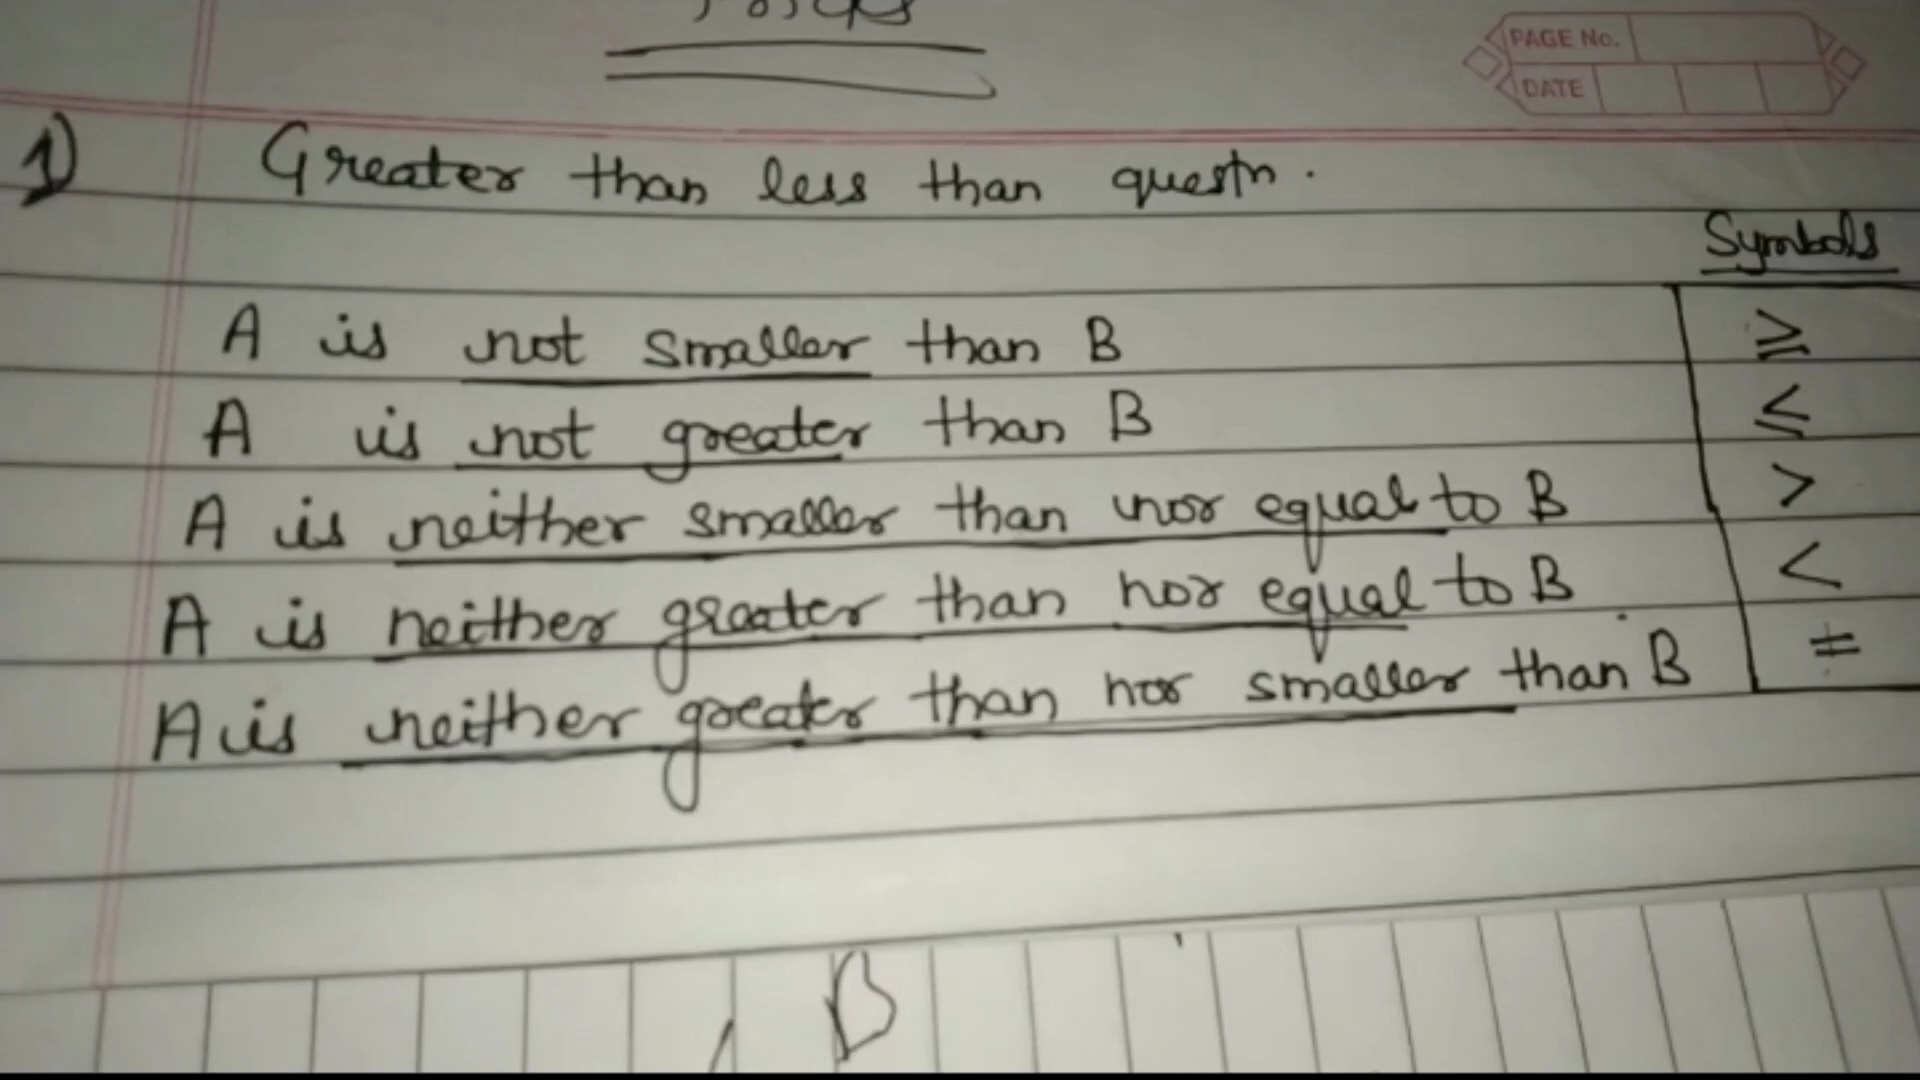 PAGE No.
DATE
1) Greater than less than questn.
Symbols
A is not smaller than B ≥
A is not greater than B ≤
A is neither smaller than nor equal to B >
A is neither greater than nor equal to B <
A is neither greater than nor smaller than B =
B